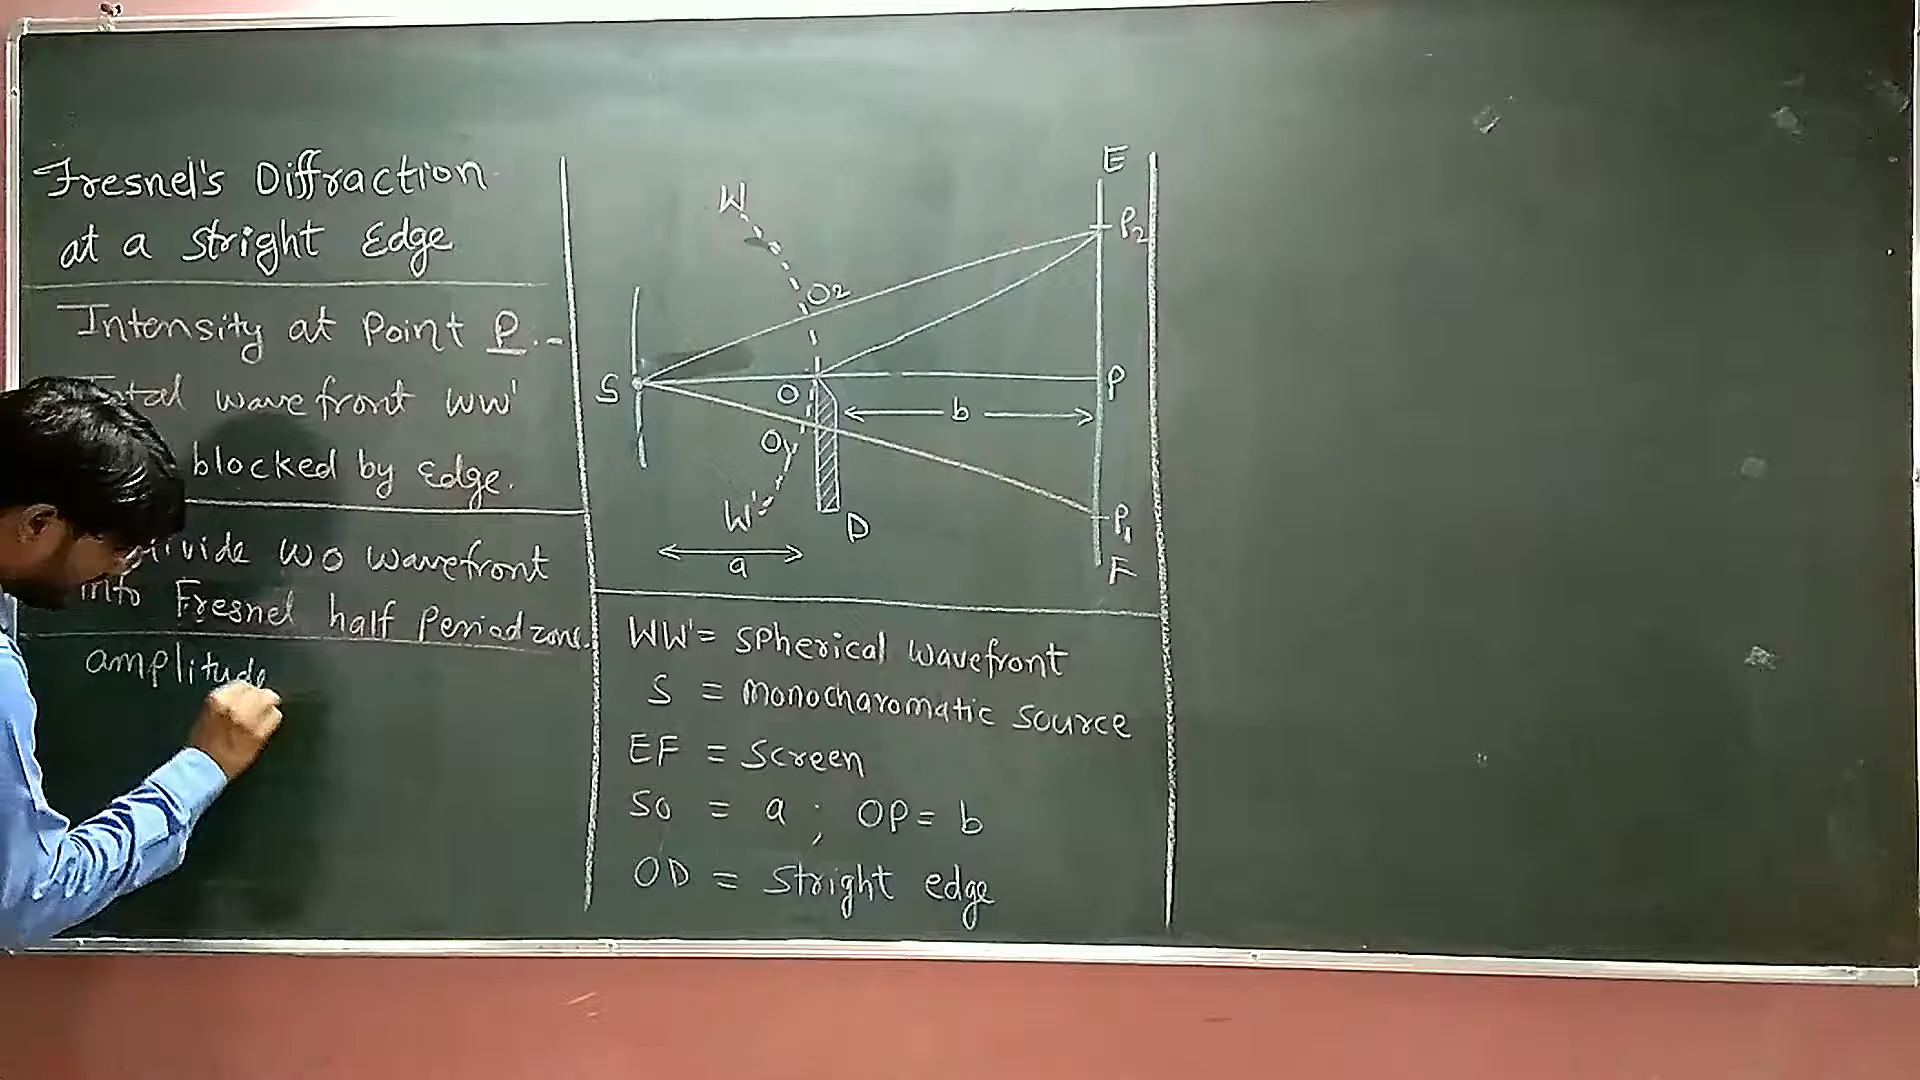 Fresnel's Diffraction
at a Stright Edge
Intensity at Point P.-
wavefront WW'
blocked by Edge.
WO wavefront
into Fresnel half Period zone.
amplitude
W
O2
S
O
O1
W'
D
a
b
E
P2
P
P1
F
WW' = Spherical wavefront
S = Monocharomatic source
EF = Screen
SO = a ; OP = b
OD = Stright edge